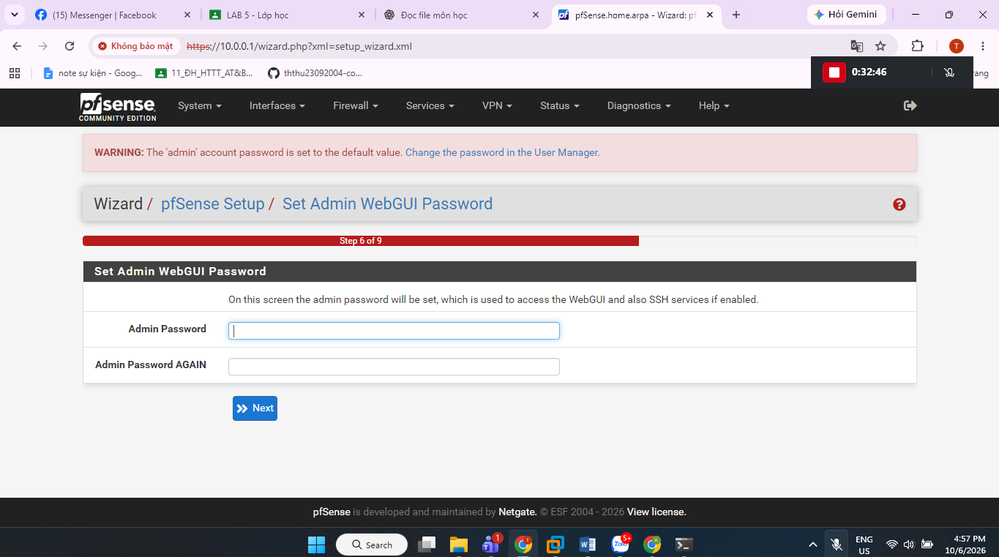 (15) Messenger | Facebook
LAB 5 - Lớp học
Đọc file môn học
pfSense.home.arpa - Wizard: pf
Hỏi Gemini
Không bảo mật
https://10.0.0.1/wizard.php?xml=setup_wizard.xml
T
note sự kiện - Goog...
11_ĐH_HTTT_AT&B...
ththu23092004-co...
0:32:46
rang
pfsense
COMMUNITY EDITION
System
Interfaces
Firewall
Services
VPN
Status
Diagnostics
Help
WARNING: The 'admin' account password is set to the default value. Change the password in the User Manager.
Wizard / pfSense Setup / Set Admin WebGUI Password
Step 6 of 9
Set Admin WebGUI Password
On this screen the admin password will be set, which is used to access the WebGUI and also SSH services if enabled.
Admin Password
Admin Password AGAIN
Next
pfSense is developed and maintained by Netgate. © ESF 2004 - 2026 View license.
Search
1
1
Zalo
5+
K
ENG
US
4:57 PM
10/6/2026